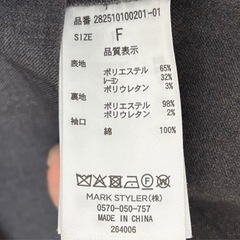 品番 282510100201-01
SIZE F
品質表示
表地
ポリエステル 65%
レーヨン 32%
ポリウレタン 3%
裏地
ポリエステル 98%
ポリウレタン 2%
袖口
綿 100%
MARK STYLER(株)
0570-050-757
MADE IN CHINA
264006